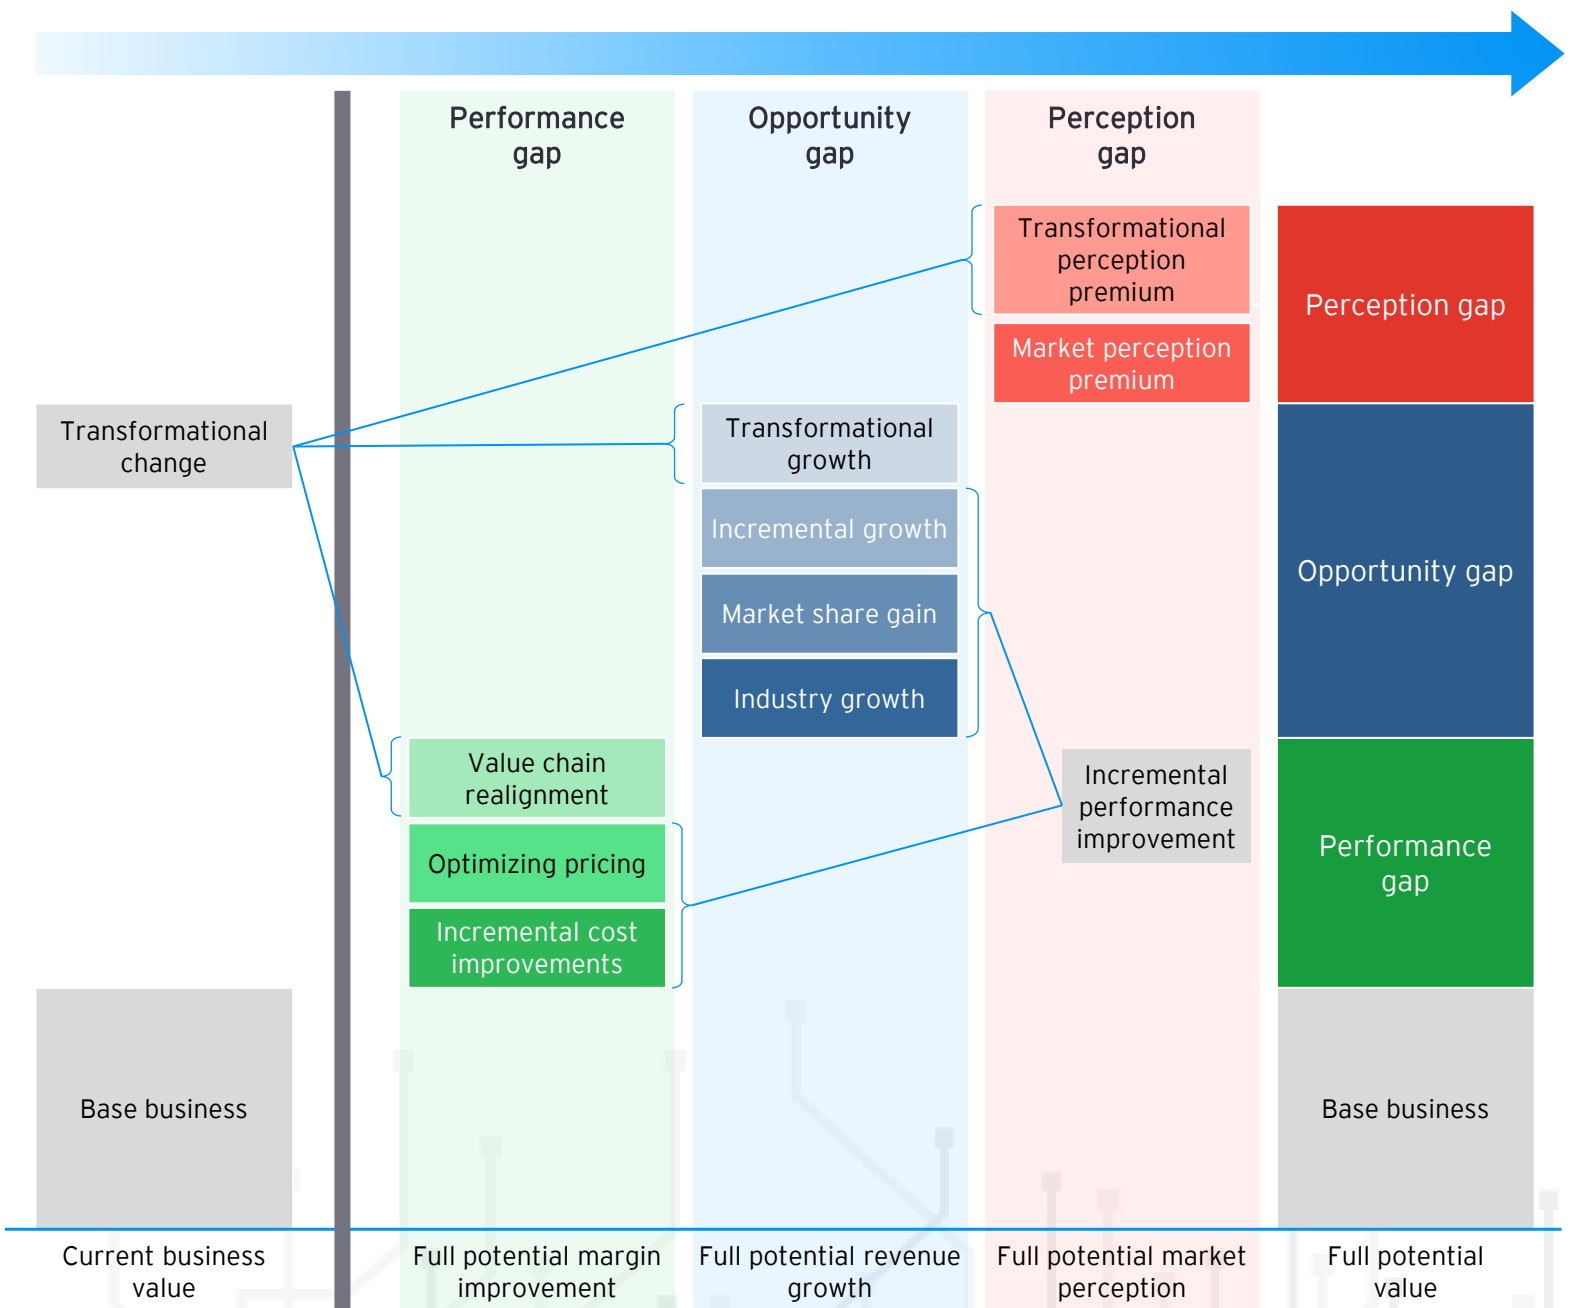 Performance
gap
Opportunity
gap
Perception
gap
Transformational
perception
premium
Market perception
premium
Perception gap
Transformational
change
Transformational
growth
Incremental growth
Market share gain
Industry growth
Opportunity gap
Value chain
realignment
Optimizing pricing
Incremental cost
improvements
Incremental
performance
improvement
Performance
gap
Base business
Base business
Current business
value
Full potential margin
improvement
Full potential revenue
growth
Full potential market
perception
Full potential
value